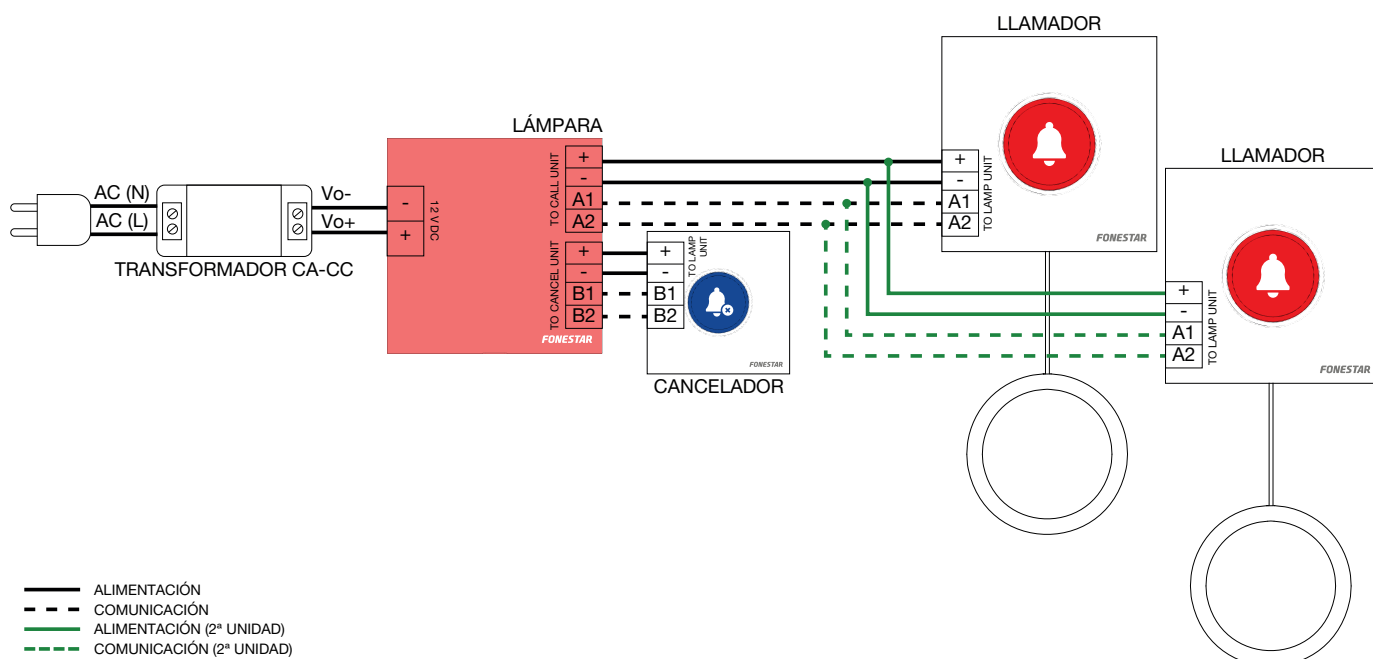 LLAMADOR
LÁMPARA
LLAMADOR
AC (N)
AC (L)
TRANSFORMADOR CA-CC
Vo-
Vo+
-
+
12 V DC
TO CALL UNIT
+
-
A1
A2
TO CANCEL UNIT
+
-
B1
B2
FONESTAR
+
-
B1
B2
TO LAMP
UNIT
FONESTAR
CANCELADOR
+
-
A1
A2
TO LAMP UNIT
FONESTAR
+
-
A1
A2
TO LAMP UNIT
FONESTAR
ALIMENTACIÓN
COMUNICACIÓN
ALIMENTACIÓN (2ª UNIDAD)
COMUNICACIÓN (2ª UNIDAD)